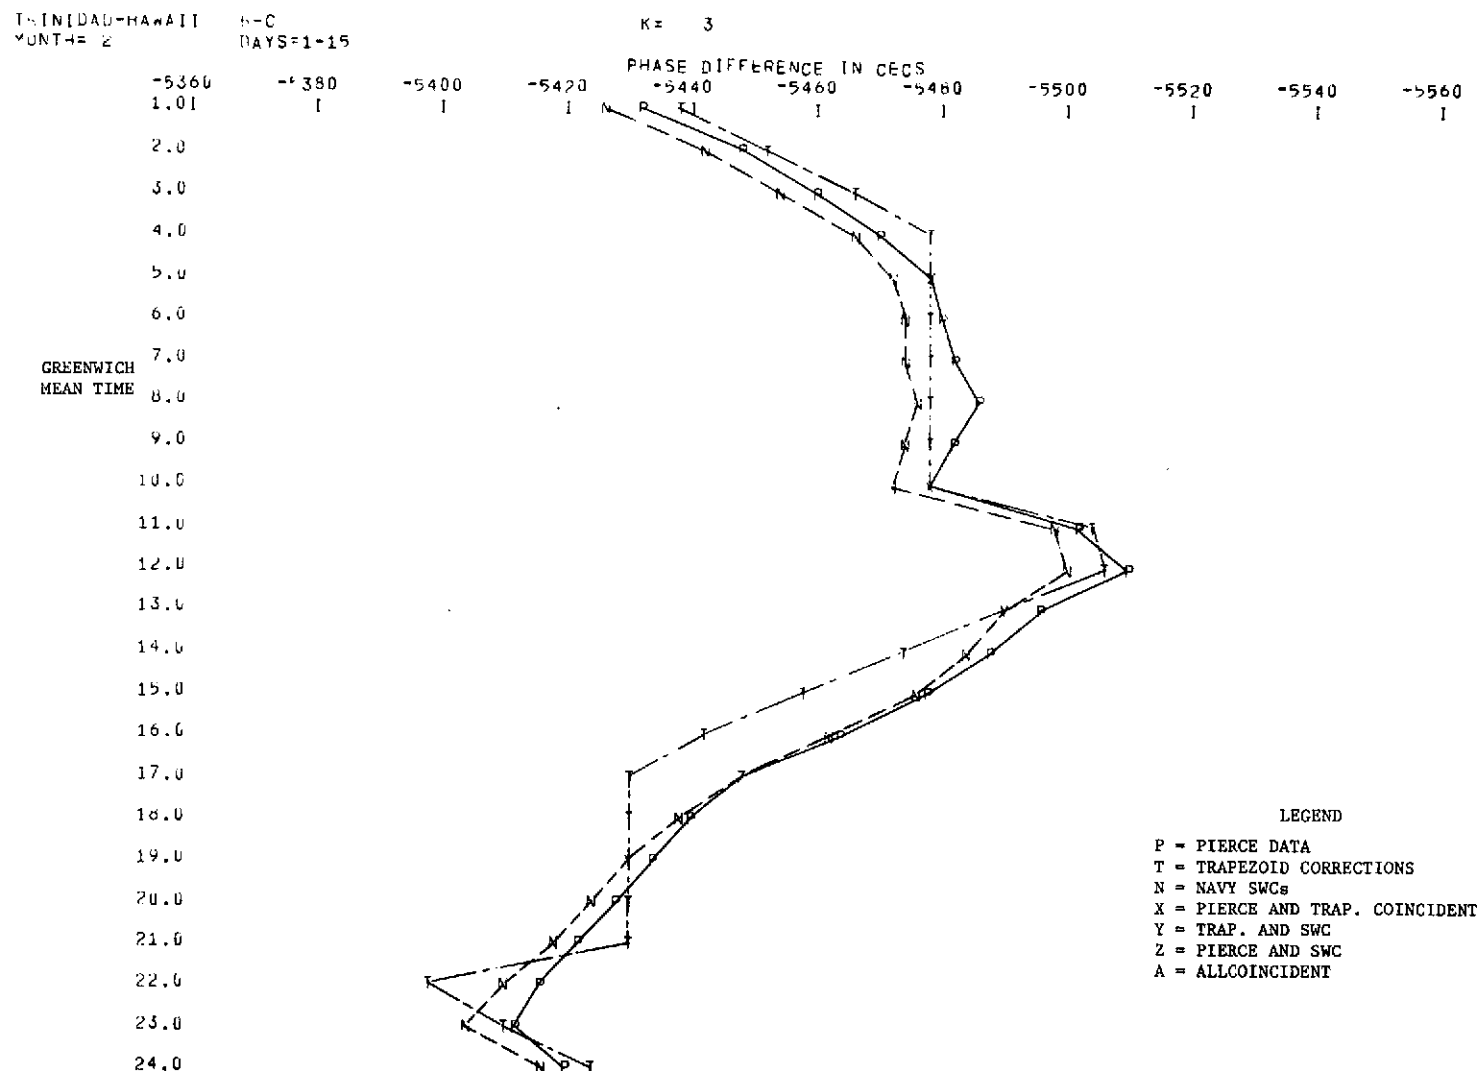 TRINIDAD-HAWAII
MONTH= 2 DAYS=1-15
K= 3
PHASE DIFFERENCE IN CECS
-5360 -5380 -5400 -5420 -5440 -5460 -5480 -5500 -5520 -5540 -5560
1.0I I I I I I I I I I
2.0
3.0
4.0
5.0
6.0
7.0
GREENWICH
MEAN TIME
8.0
9.0
10.0
11.0
12.0
13.0
14.0
15.0
16.0
17.0
18.0
19.0
20.0
21.0
22.0
23.0
24.0
LEGEND
P = PIERCE DATA
T = TRAPEZOID CORRECTIONS
N = NAVY SWCs
X = PIERCE AND TRAP. COINCIDENT
Y = TRAP. AND SWC
Z = PIERCE AND SWC
A = ALLCOINCIDENT